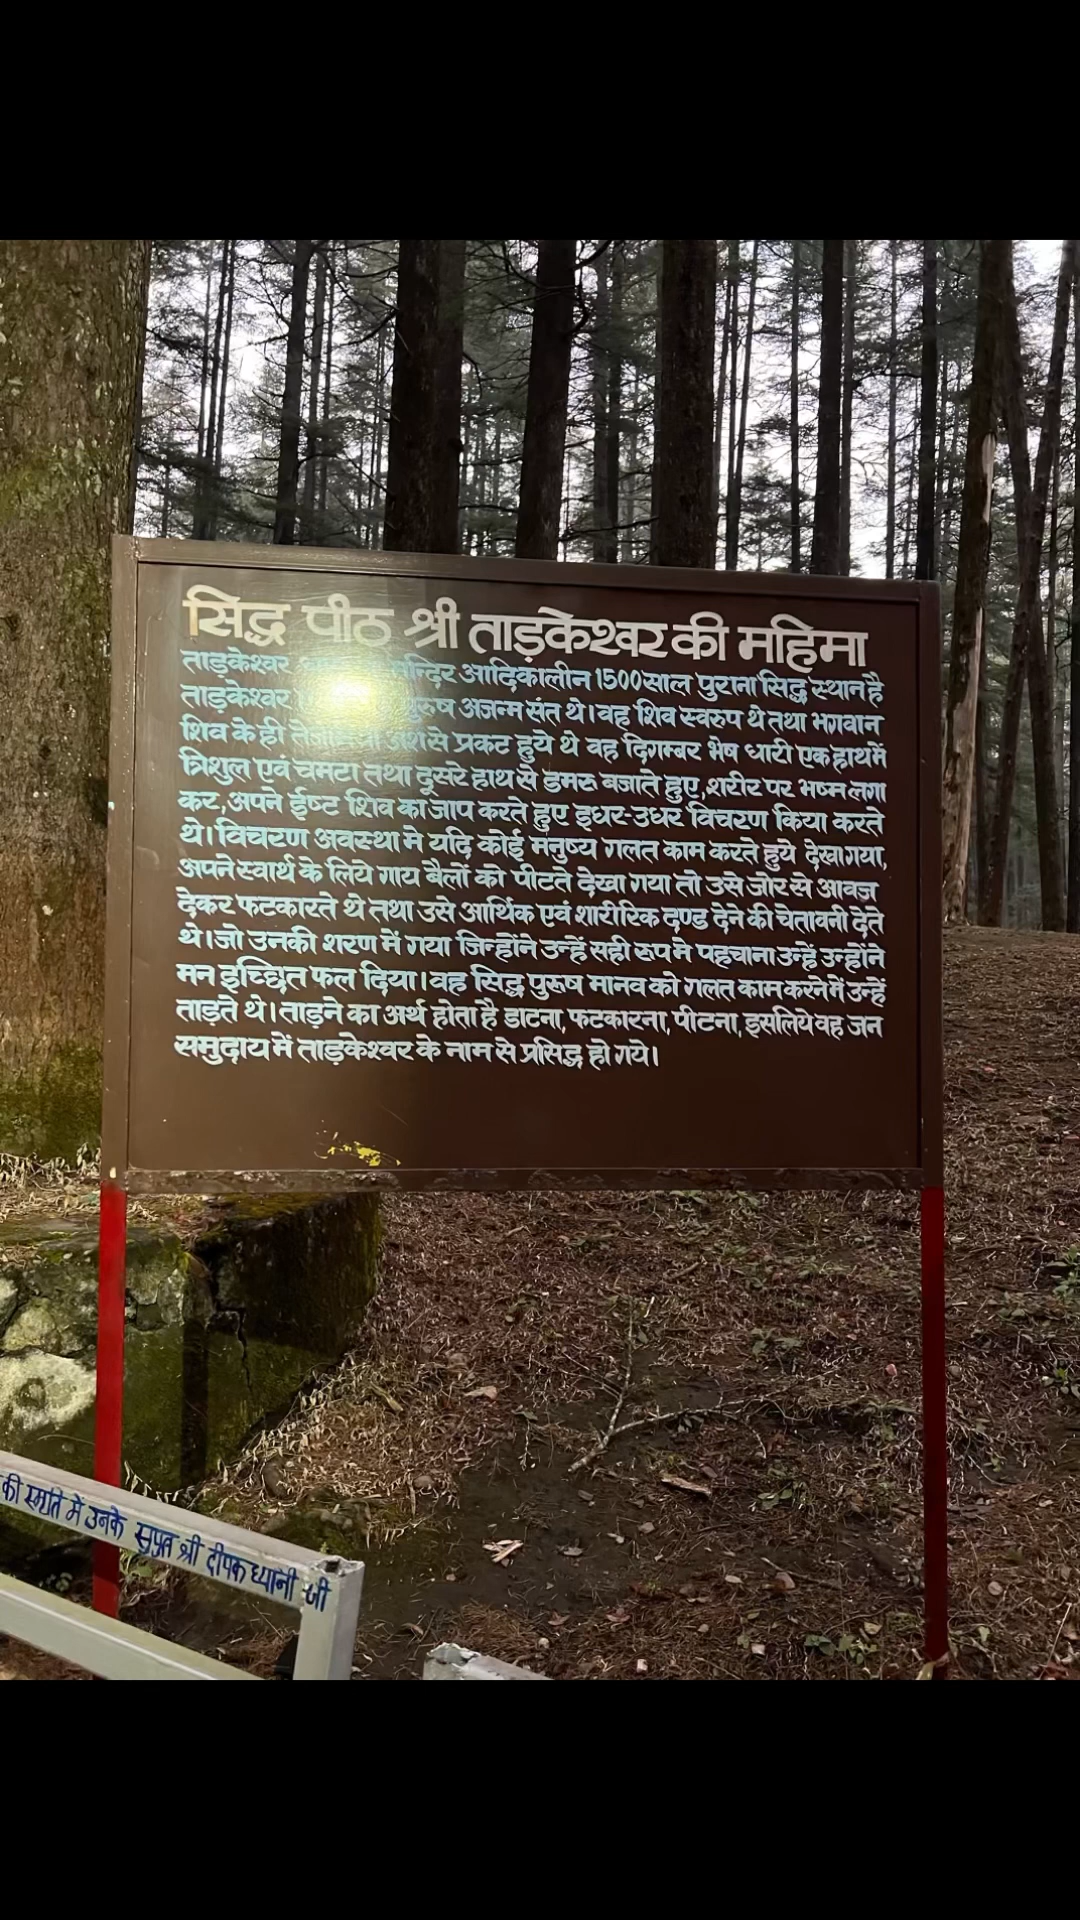 सिद्ध पीठ श्री ताड़केश्वर की महिमा
ताड़केश्वर मन्दिर आदिकालीन 1500 साल पुराना सिद्ध स्थान है
ताड़केश्वर पुरुष अजन्म संत थे। वह शिव स्वरुप थे तथा भगवान
शिव के ही अंश से प्रकट हुये थे वह दिगम्बर भेष धारी एक हाथ में
त्रिशुल एवं चिमटा तथा दूसरे हाथ से डमरु बजाते हुए, शरीर पर भष्म लगा
कर, अपने ईष्ट शिव का जाप करते हुए इधर-उधर विचरण किया करते
थे। विचरण अवस्था मे यदि कोई मनुष्य गलत काम करते हुये देखा गया,
अपने स्वार्थ के लिये गाय बैलों को पीटते देखा गया तो उसे जोर से आवज
देकर फटकारते थे तथा उसे आर्थिक एवं शारीरिक दण्ड देने की चेतावनी देते
थे। जो उनकी शरण में गया जिन्होंने उन्हें सही रूप मे पहचाना उन्हें उन्होंने
मन इच्छित फल दिया। वह सिद्ध पुरूष मानव को गलत काम करने में उन्हें
ताड़ते थे। ताड़ने का अर्थ होता है डाटना, फटकारना, पीटना, इसलिये वह जन
समुदाय में ताड़केश्वर के नाम से प्रसिद्ध हो गये।
की स्मृति में उनके सुपुत्र श्री दीपक ध्यानी जी